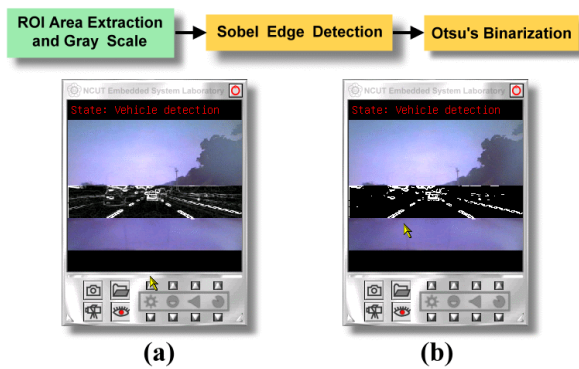 ROI Area Extraction
and Gray Scale
Sobel Edge Detection
Otsu's Binarization
NCUT Embedded System Laboratory
State: Vehicle detection
NCUT Embedded System Laboratory
State: Vehicle detection
(a)
(b)